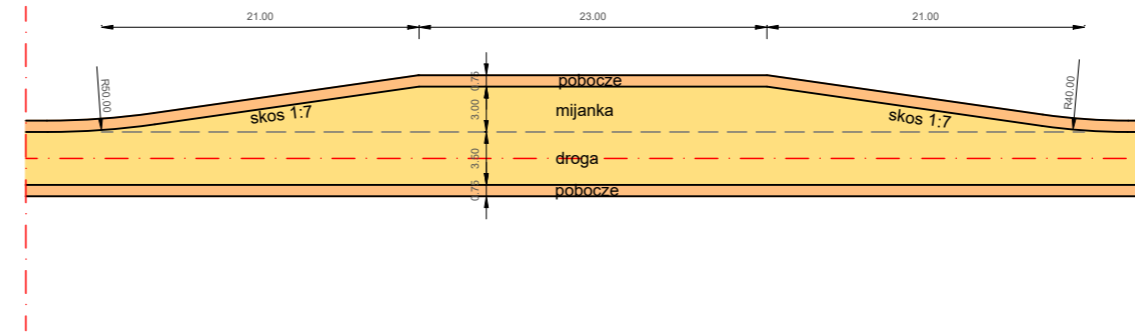 21.00 23.00 21.00
R50.00
0.75
pobocze
R40.00
skos 1:7
3.00
mijanka
skos 1:7
3.50
droga
0.75
pobocze